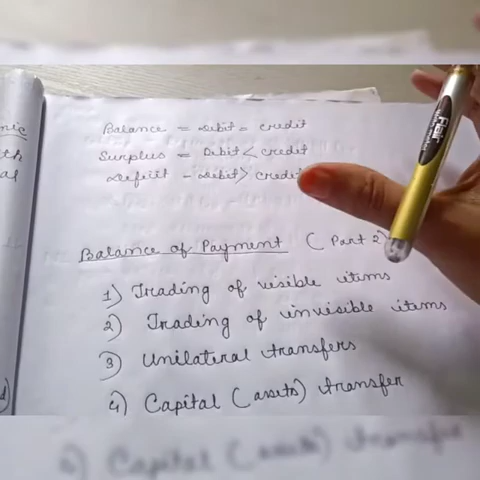 Balance = Debit = credit
Surplus = Debit < credit
Deficit - Debit > credit
Balance of Payment ( Part 2)
1) Trading of visible items
2) Trading of invisible items
3) Unilateral transfers
4) Capital (assets) transfer
Flair